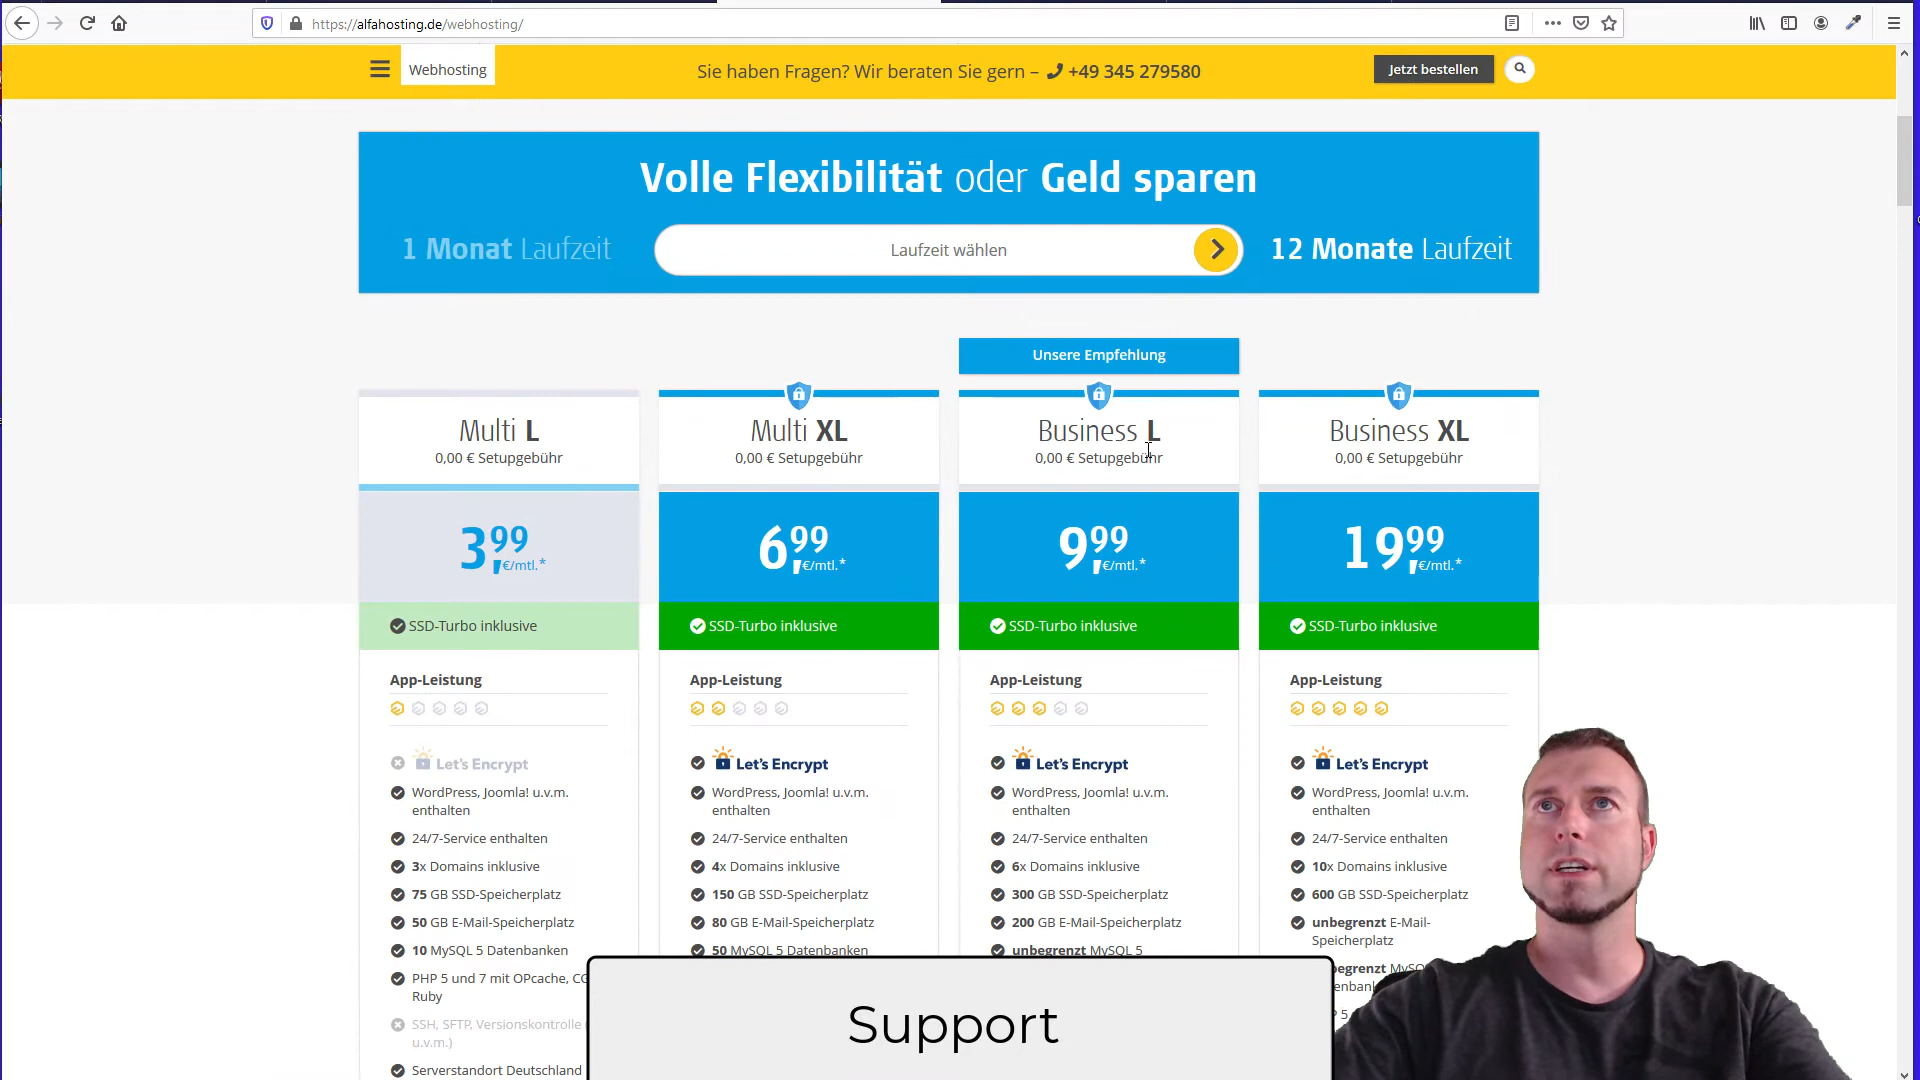 https://alfahosting.de/webhosting/
Webhosting
Sie haben Fragen? Wir beraten Sie gern – +49 345 279580
Jetzt bestellen
Volle Flexibilität oder Geld sparen
1 Monat Laufzeit
Laufzeit wählen
12 Monate Laufzeit
Unsere Empfehlung
Multi L
0,00 € Setupgebühr
3,99 €/mtl.*
SSD-Turbo inklusive
App-Leistung
Let's Encrypt
WordPress, Joomla! u.v.m.
enthalten
24/7-Service enthalten
3x Domains inklusive
75 GB SSD-Speicherplatz
50 GB E-Mail-Speicherplatz
10 MySQL 5 Datenbanken
PHP 5 und 7 mit OPcache,
Ruby
SSH, SFTP, Versionskontrolle
u.v.m.)
Serverstandort Deutschland
Multi XL
0,00 € Setupgebühr
6,99 €/mtl.*
SSD-Turbo inklusive
App-Leistung
Let's Encrypt
WordPress, Joomla! u.v.m.
enthalten
24/7-Service enthalten
4x Domains inklusive
150 GB SSD-Speicherplatz
80 GB E-Mail-Speicherplatz
50 MySQL 5 Datenbanken
Business L
0,00 € Setupgebühr
9,99 €/mtl.*
SSD-Turbo inklusive
App-Leistung
Let's Encrypt
WordPress, Joomla! u.v.m.
enthalten
24/7-Service enthalten
6x Domains inklusive
300 GB SSD-Speicherplatz
200 GB E-Mail-Speicherplatz
unbegrenzt MySQL 5
Business XL
0,00 € Setupgebühr
19,99 €/mtl.*
SSD-Turbo inklusive
App-Leistung
Let's Encrypt
WordPress, Joomla! u.v.m.
enthalten
24/7-Service enthalten
10x Domains inklusive
600 GB SSD-Speicherplatz
unbegrenzt E-Mail-
Speicherplatz
Support